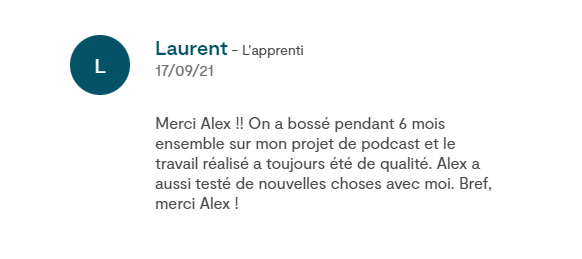 L
Laurent - L'apprenti
17/09/21
Merci Alex !! On a bossé pendant 6 mois
ensemble sur mon projet de podcast et le
travail réalisé a toujours été de qualité. Alex a
aussi testé de nouvelles choses avec moi. Bref,
merci Alex !